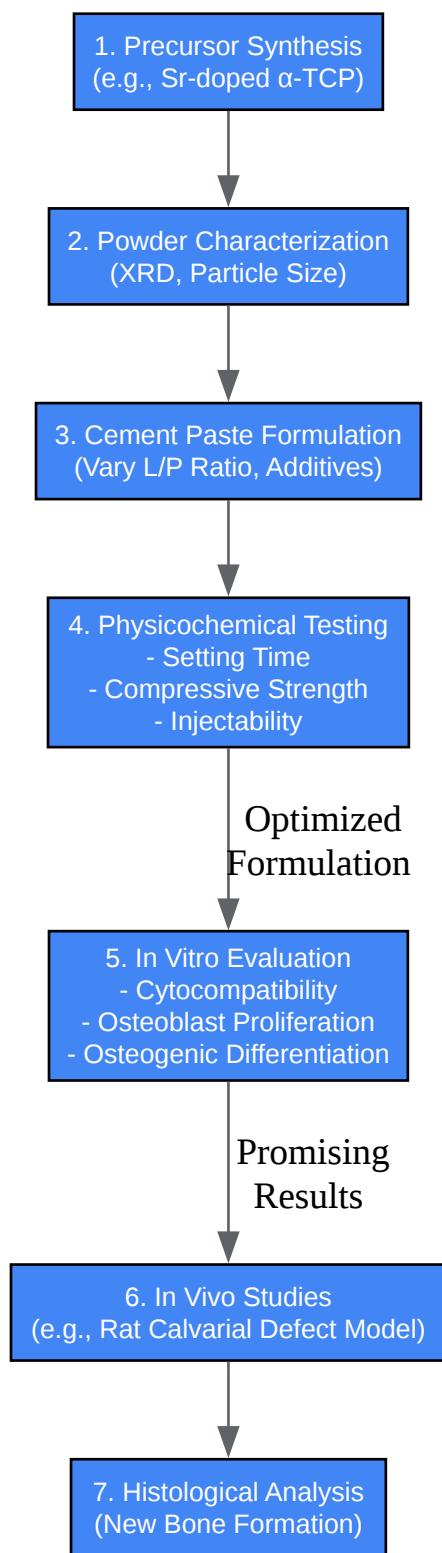 1. Precursor Synthesis
(e.g., Sr-doped α-TCP)
2. Powder Characterization
(XRD, Particle Size)
3. Cement Paste Formulation
(Vary L/P Ratio, Additives)
4. Physicochemical Testing
- Setting Time
- Compressive Strength
- Injectability
Optimized
Formulation
5. In Vitro Evaluation
- Cytocompatibility
- Osteoblast Proliferation
- Osteogenic Differentiation
Promising
Results
6. In Vivo Studies
(e.g., Rat Calvarial Defect Model)
7. Histological Analysis
(New Bone Formation)